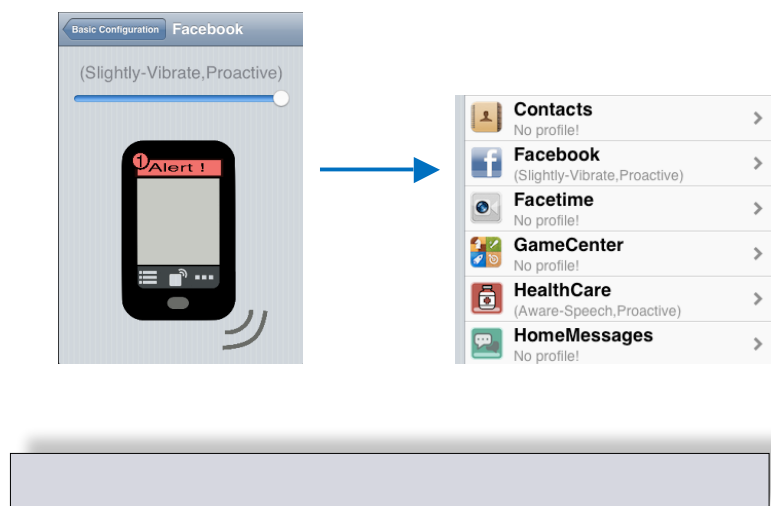 Basic Configuration Facebook
(Slightly-Vibrate,Proactive)
1
Alert !
Contacts
No profile!
Facebook
(Slightly-Vibrate,Proactive)
Facetime
No profile!
GameCenter
No profile!
HealthCare
(Aware-Speech,Proactive)
HomeMessages
No profile!